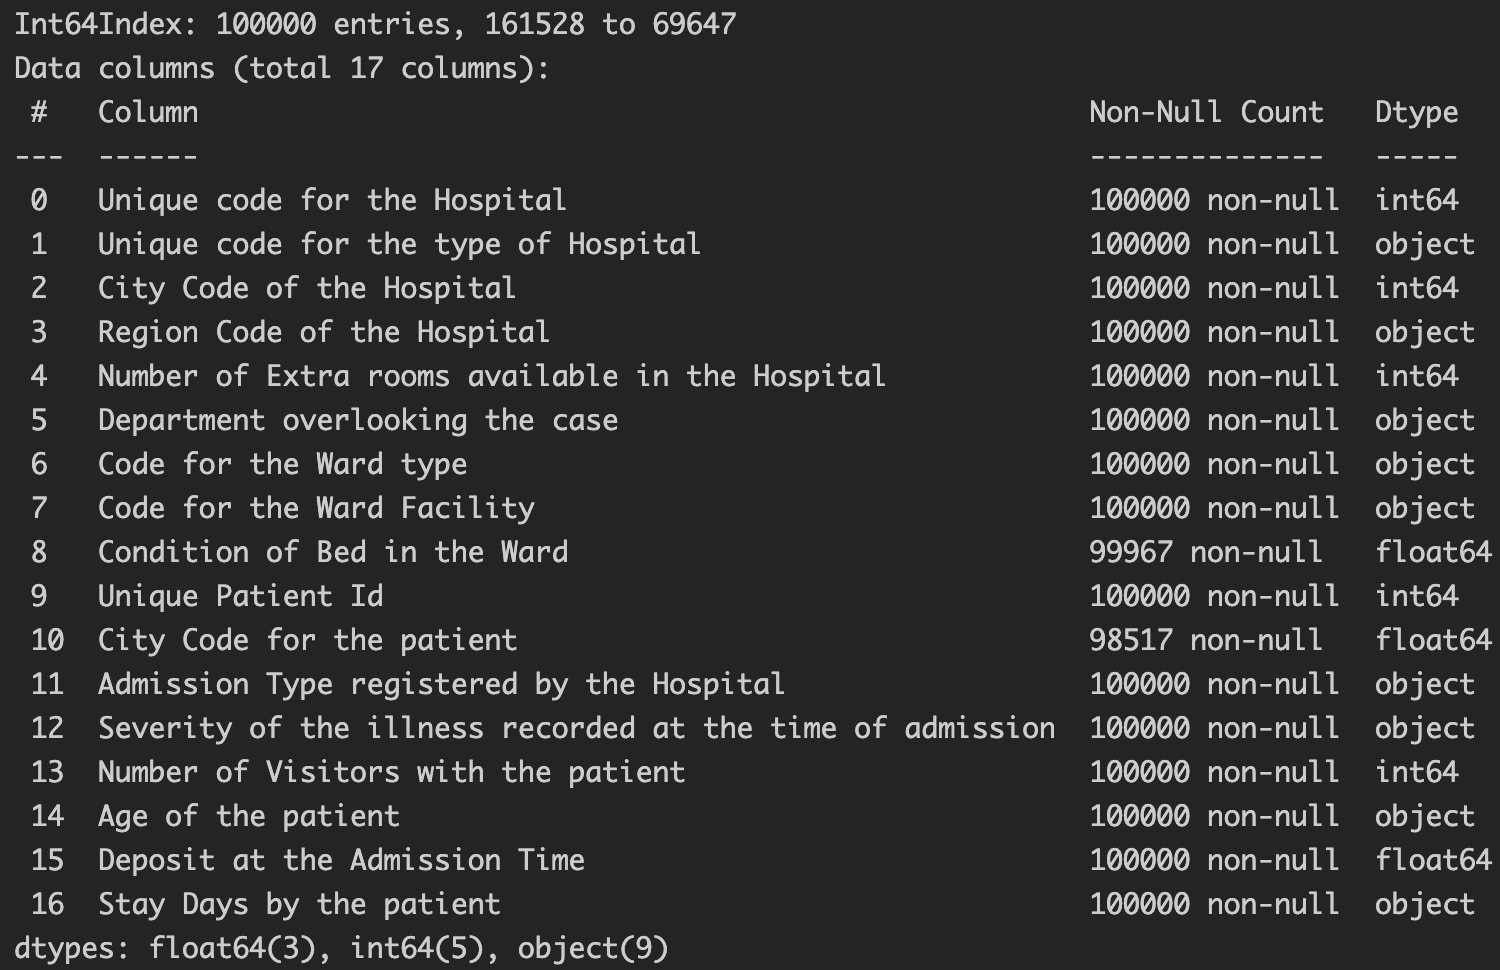 Int64Index: 100000 entries, 161528 to 69647
Data columns (total 17 columns):
 #   Column                                                     Non-Null Count   Dtype
---  ------                                                     --------------   -----
 0   Unique code for the Hospital                               100000 non-null  int64
 1   Unique code for the type of Hospital                       100000 non-null  object
 2   City Code of the Hospital                                  100000 non-null  int64
 3   Region Code of the Hospital                                100000 non-null  object
 4   Number of Extra rooms available in the Hospital            100000 non-null  int64
 5   Department overlooking the case                            100000 non-null  object
 6   Code for the Ward type                                     100000 non-null  object
 7   Code for the Ward Facility                                 100000 non-null  object
 8   Condition of Bed in the Ward                               99967 non-null   float64
 9   Unique Patient Id                                          100000 non-null  int64
 10  City Code for the patient                                  98517 non-null   float64
 11  Admission Type registered by the Hospital                  100000 non-null  object
 12  Severity of the illness recorded at the time of admission  100000 non-null  object
 13  Number of Visitors with the patient                        100000 non-null  int64
 14  Age of the patient                                         100000 non-null  object
 15  Deposit at the Admission Time                              100000 non-null  float64
 16  Stay Days by the patient                                   100000 non-null  object
dtypes: float64(3), int64(5), object(9)